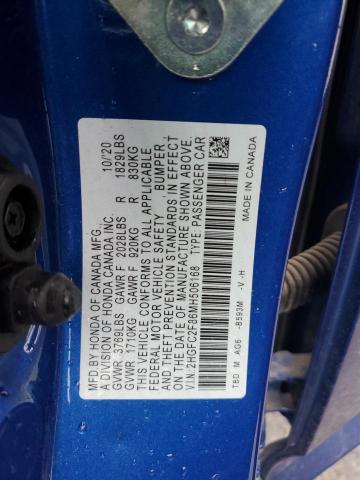 MFD. BY HONDA OF CANADA MFG.,
A DIVISION OF HONDA CANADA INC. 10/20
GVWR 3769LBS GAWR F 2028LBS R 1829LBS
GVWR 1710KG GAWR F 920KG R 830KG
THIS VEHICLE CONFORMS TO ALL APPLICABLE
FEDERAL MOTOR VEHICLE SAFETY BUMPER,
AND THEFT PREVENTION STANDARDS IN EFFECT
ON THE DATE OF MANUFACTURE SHOWN ABOVE.
V.I.N: 2HGFC2F86MH506168 TYPE: PASSENGER CAR
TBD M AG6 -B593M -V -H MADE IN CANADA